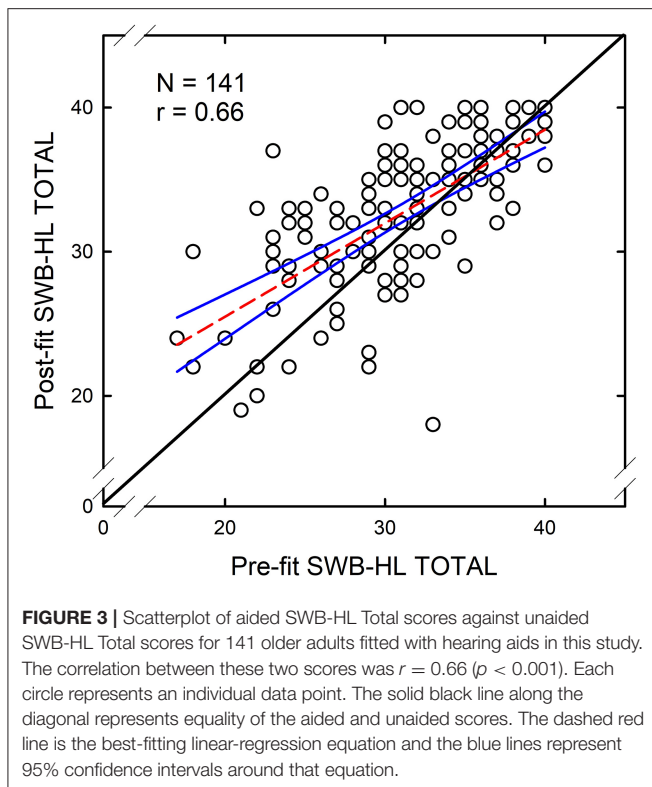 N = 141
r = 0.66
Post-fit SWB-HL TOTAL
40
30
20
0
0 20 30 40
Pre-fit SWB-HL TOTAL
FIGURE 3 | Scatterplot of aided SWB-HL Total scores against unaided
SWB-HL Total scores for 141 older adults fitted with hearing aids in this study.
The correlation between these two scores was r = 0.66 (p < 0.001). Each
circle represents an individual data point. The solid black line along the
diagonal represents equality of the aided and unaided scores. The dashed red
line is the best-fitting linear-regression equation and the blue lines represent
95% confidence intervals around that equation.